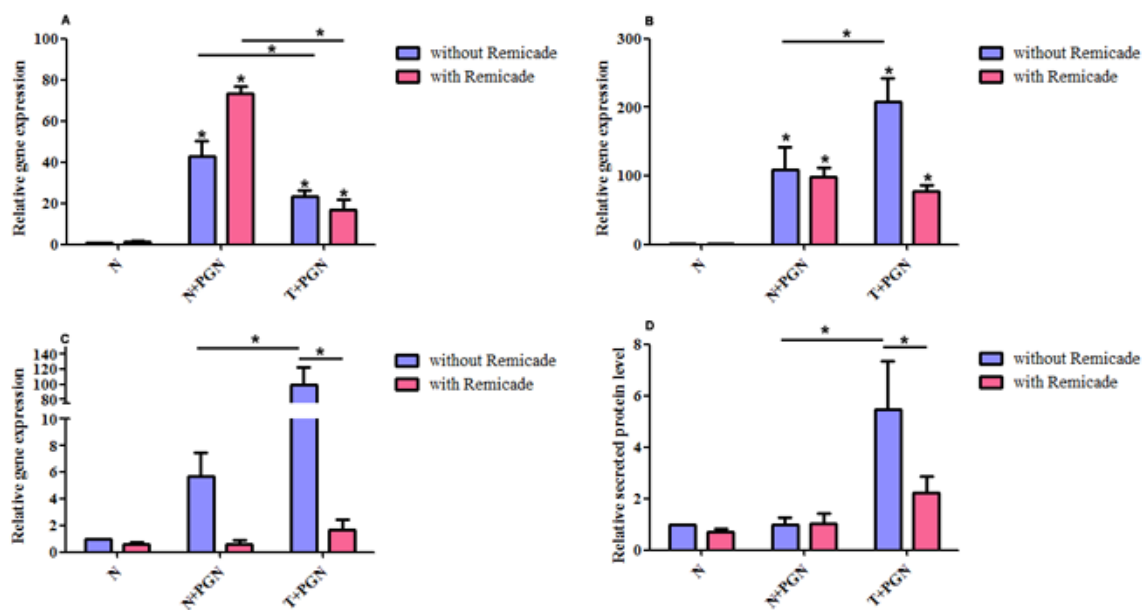 A
Relative gene expression
100
80
60
40
20
0
*
*
*
*
*
*
N
N+PGN
T+PGN
without Remicade
with Remicade
B
Relative gene expression
300
200
100
0
*
*
*
*
*
N
N+PGN
T+PGN
without Remicade
with Remicade
C
Relative gene expression
140
120
100
80
10
8
6
4
2
0
*
*
N
N+PGN
T+PGN
without Remicade
with Remicade
D
Relative secreted protein level
8
6
4
2
0
*
*
N
N+PGN
T+PGN
without Remicade
with Remicade